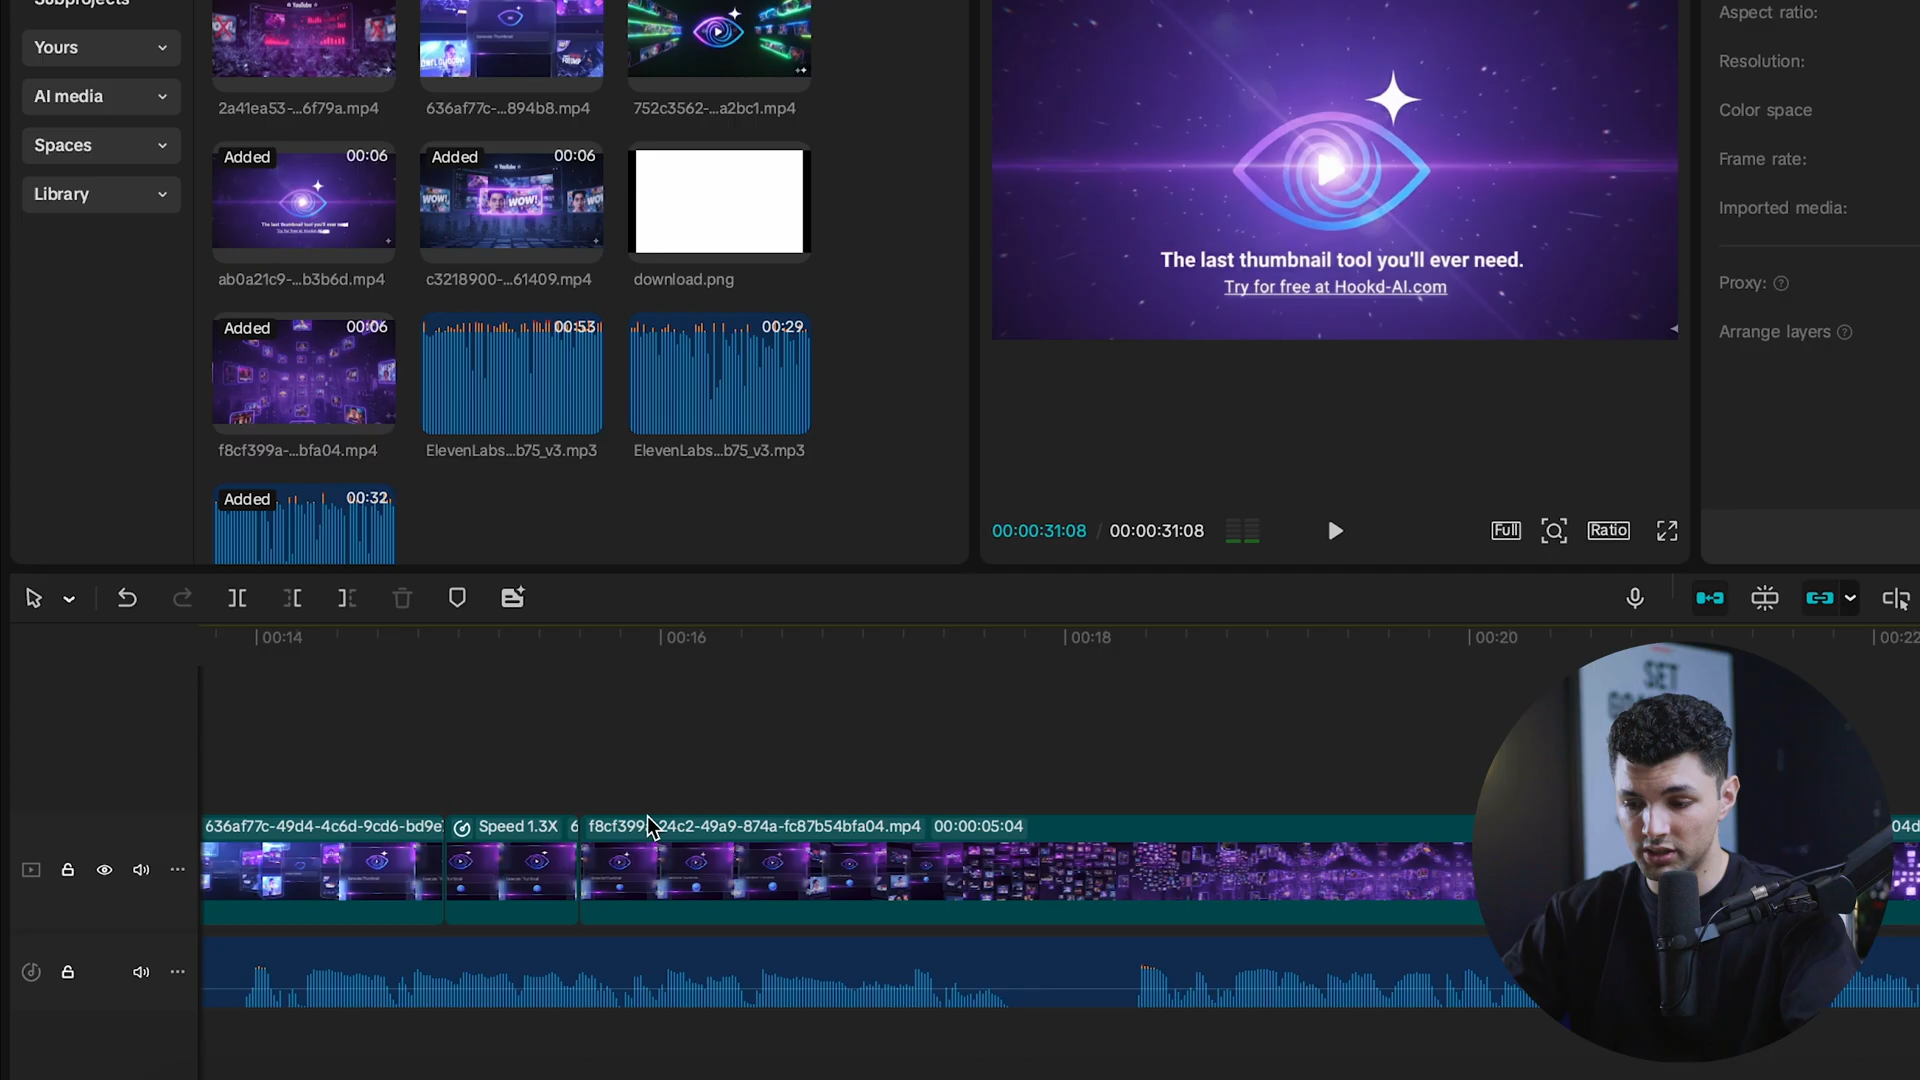 Subprojects
Yours
AI media
Spaces
Library
2a41ea53-...6f79a.mp4
636af77c-...894b8.mp4
752c3562-...a2bc1.mp4
Added 00:06
Added 00:06
ab0a21c9-...b3b6d.mp4
c3218900-...61409.mp4
download.png
Added 00:06
00:53
00:29
f8cf399a-...bfa04.mp4
ElevenLabs...b75_v3.mp3
ElevenLabs...b75_v3.mp3
Added 00:32
The last thumbnail tool you'll ever need.
Try for free at Hookd-AI.com
00:00:31:08 / 00:00:31:08
Full
Ratio
Aspect ratio:
Resolution:
Color space
Frame rate:
Imported media:
Proxy:
Arrange layers
00:14
00:16
00:18
00:20
00:22
636af77c-49d4-4c6d-9cd6-bd9e
Speed 1.3X 6
f8cf399 24c2-49a9-874a-fc87b54bfa04.mp4 00:00:05:04
04d
SET